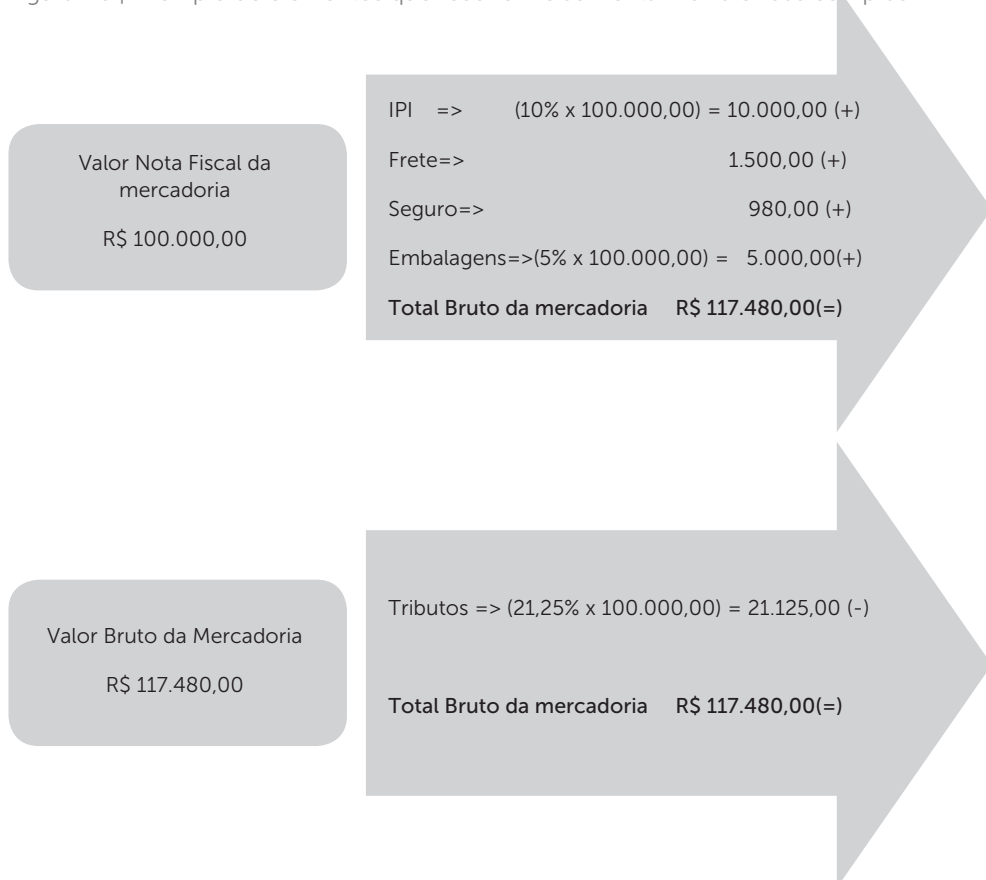 Valor Nota Fiscal da
mercadoria
R$ 100.000,00
IPI => (10% x 100.000,00) = 10.000,00 (+)
Frete=> 1.500,00 (+)
Seguro=> 980,00 (+)
Embalagens=>(5% x 100.000,00) = 5.000,00(+)
Total Bruto da mercadoria R$ 117.480,00(=)
Valor Bruto da Mercadoria
R$ 117.480,00
Tributos => (21,25% x 100.000,00) = 21.125,00 (-)
Total Bruto da mercadoria R$ 117.480,00(=)